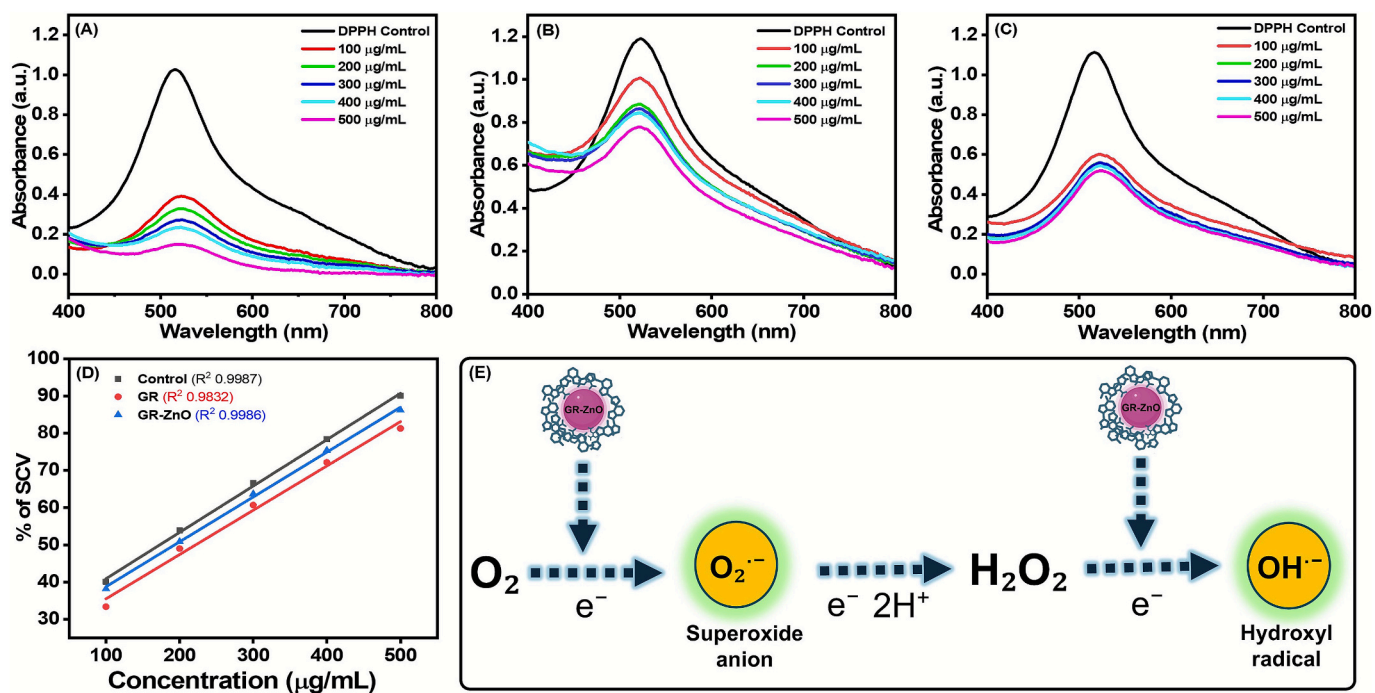 (A)
DPPH Control
100 μg/mL
200 μg/mL
300 μg/mL
400 μg/mL
500 μg/mL
1.2
1.0
0.8
0.6
0.4
0.2
0.0
Absorbance (a.u.)
400 500 600 700 800
Wavelength (nm)
(B)
DPPH Control
100 μg/mL
200 μg/mL
300 μg/mL
400 μg/mL
500 μg/mL
1.2
1.0
0.8
0.6
0.4
0.2
0.0
Absorbance (a.u.)
400 500 600 700 800
Wavelength (nm)
(C)
DPPH Control
100 μg/mL
200 μg/mL
300 μg/mL
400 μg/mL
500 μg/mL
1.2
1.0
0.8
0.6
0.4
0.2
0.0
Absorbance (a.u.)
400 500 600 700 800
Wavelength (nm)
(D)
Control (R² 0.9987)
GR (R² 0.9832)
GR-ZnO (R² 0.9986)
100
90
80
70
60
50
40
30
% of SCV
100 200 300 400 500
Concentration (μg/mL)
(E)
GR-ZnO
GR-ZnO
O₂
e⁻
O₂·⁻
Superoxide
anion
e⁻ 2H⁺
H₂O₂
e⁻
OH·⁻
Hydroxyl
radical